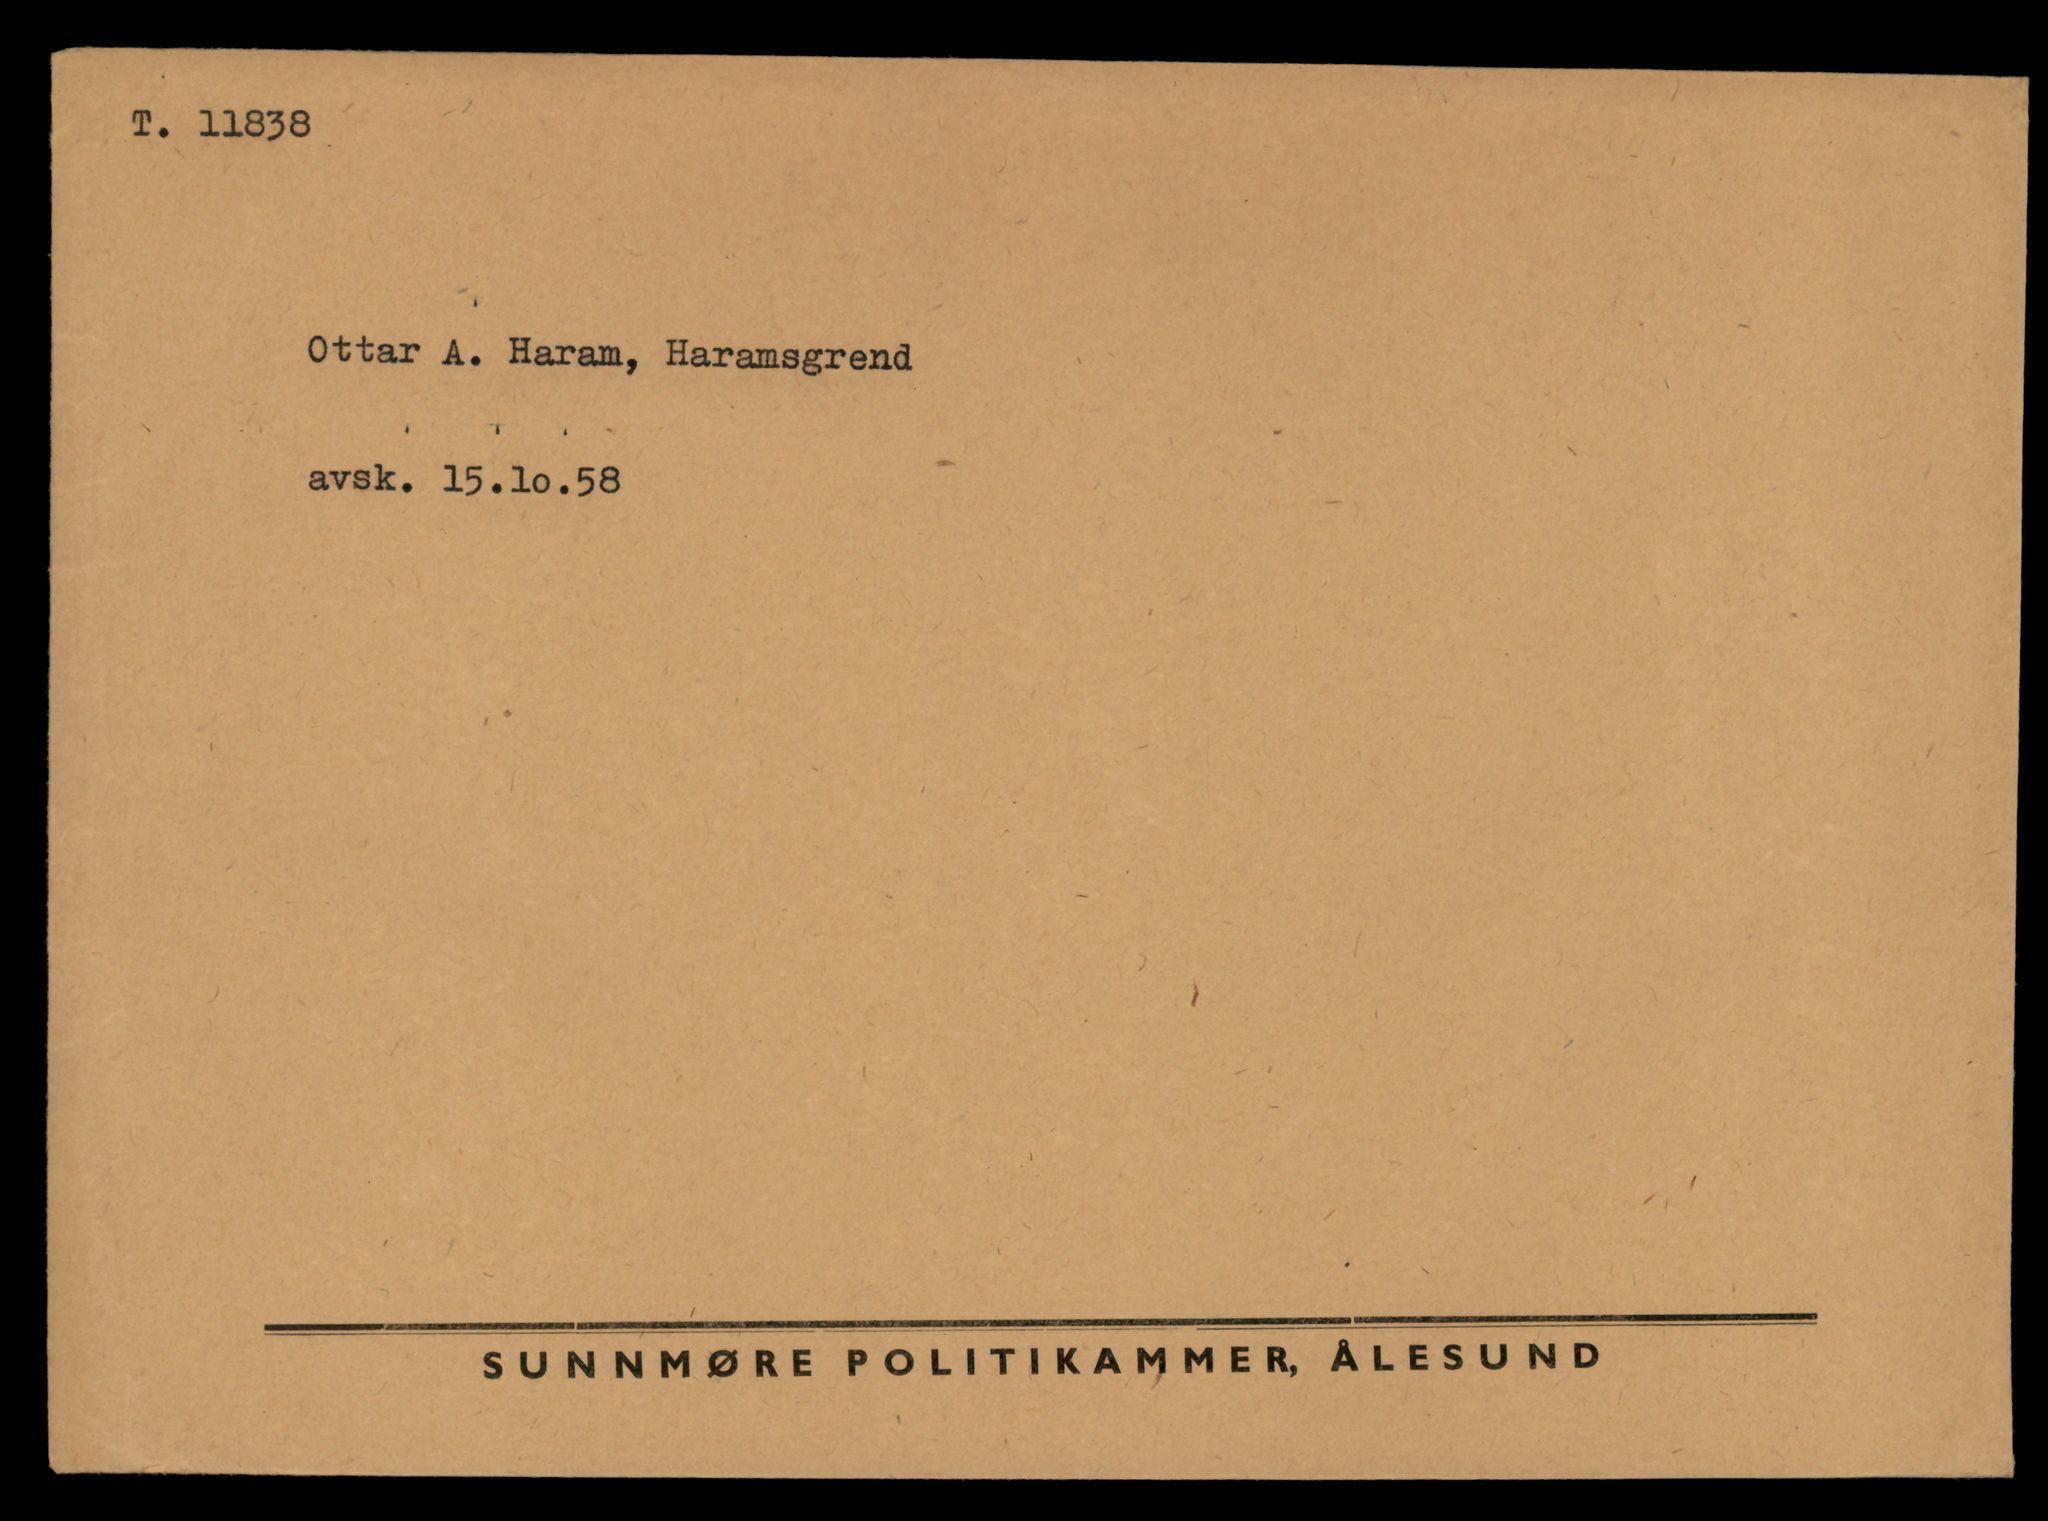 T. 11838
Ottar A. Haram, Haramsgrend
avsk. 15.1o.58
SUNNMØRE POLITIKAMMER, ÅLESUND